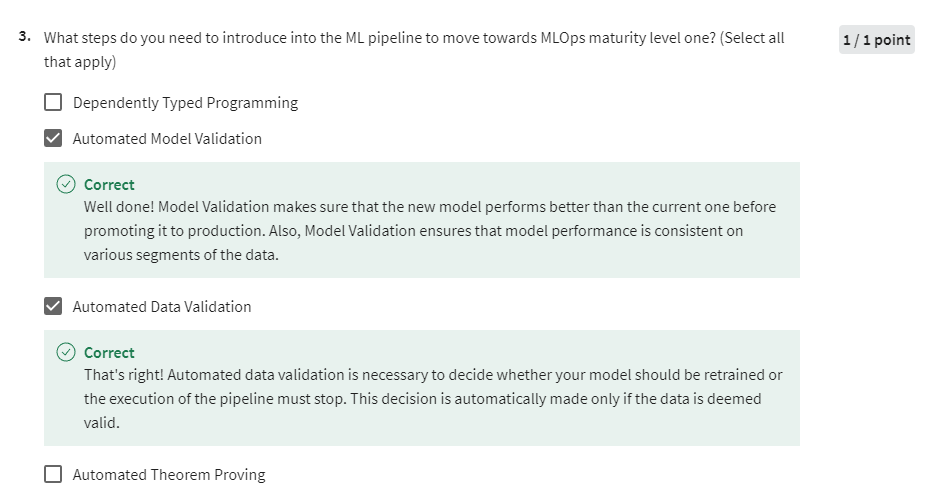 3. What steps do you need to introduce into the ML pipeline to move towards MLOps maturity level one? (Select all
that apply)
1 / 1 point
Dependently Typed Programming
Automated Model Validation
Correct
Well done! Model Validation makes sure that the new model performs better than the current one before
promoting it to production. Also, Model Validation ensures that model performance is consistent on
various segments of the data.
Automated Data Validation
Correct
That's right! Automated data validation is necessary to decide whether your model should be retrained or
the execution of the pipeline must stop. This decision is automatically made only if the data is deemed
valid.
Automated Theorem Proving